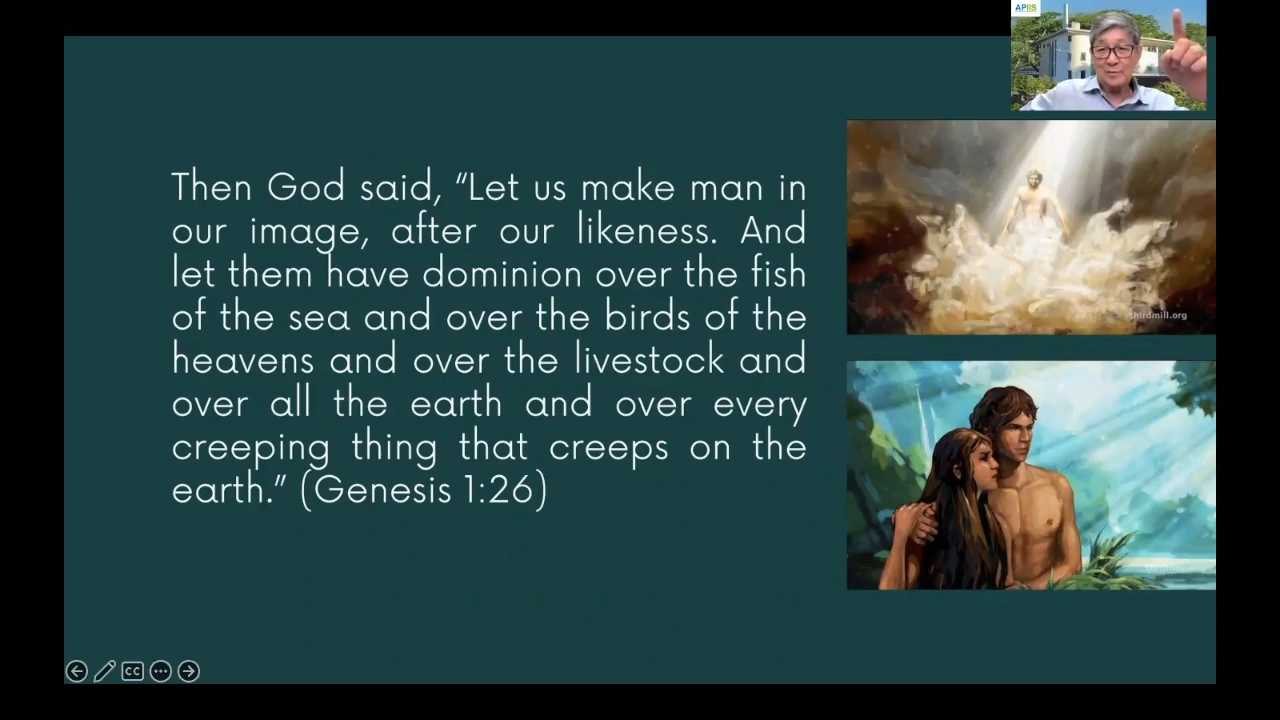 APIIS
Then God said, “Let us make man in
our image, after our likeness. And
let them have dominion over the fish
of the sea and over the birds of the
heavens and over the livestock and
over all the earth and over every
creeping thing that creeps on the
earth.” (Genesis 1:26)
thirdmill.org
CC